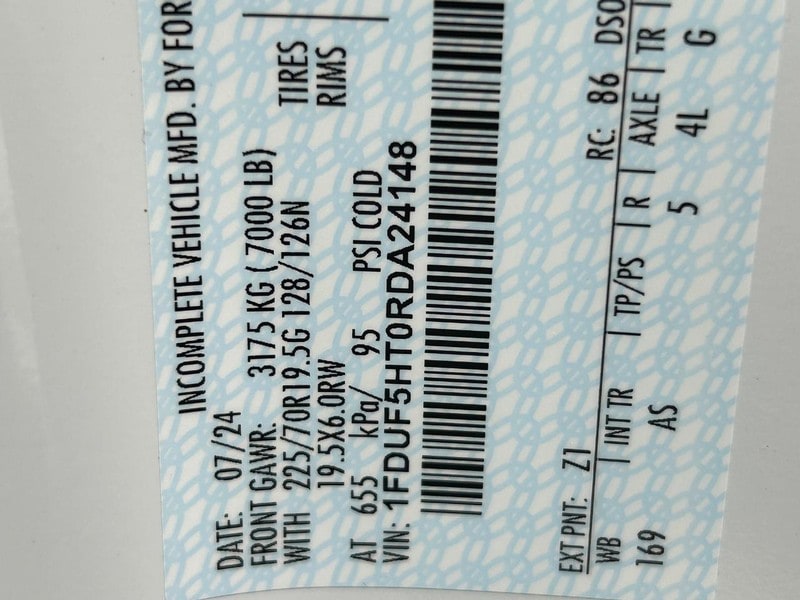 INCOMPLETE VEHICLE MFD. BY FOR
DATE: 07/24
FRONT GAWR: 3175 KG ( 7000 LB)
WITH 225/70R19.5G 128/126N TIRES
19.5X6.0RW RIMS
AT 655 kPa/ 95 PSI COLD
VIN: 1FDUF5HT0RDA24148
EXT PNT: Z1 RC: 86 DSO
WB | INT TR | TP/PS | R | AXLE | TR |
169 AS 5 4L G